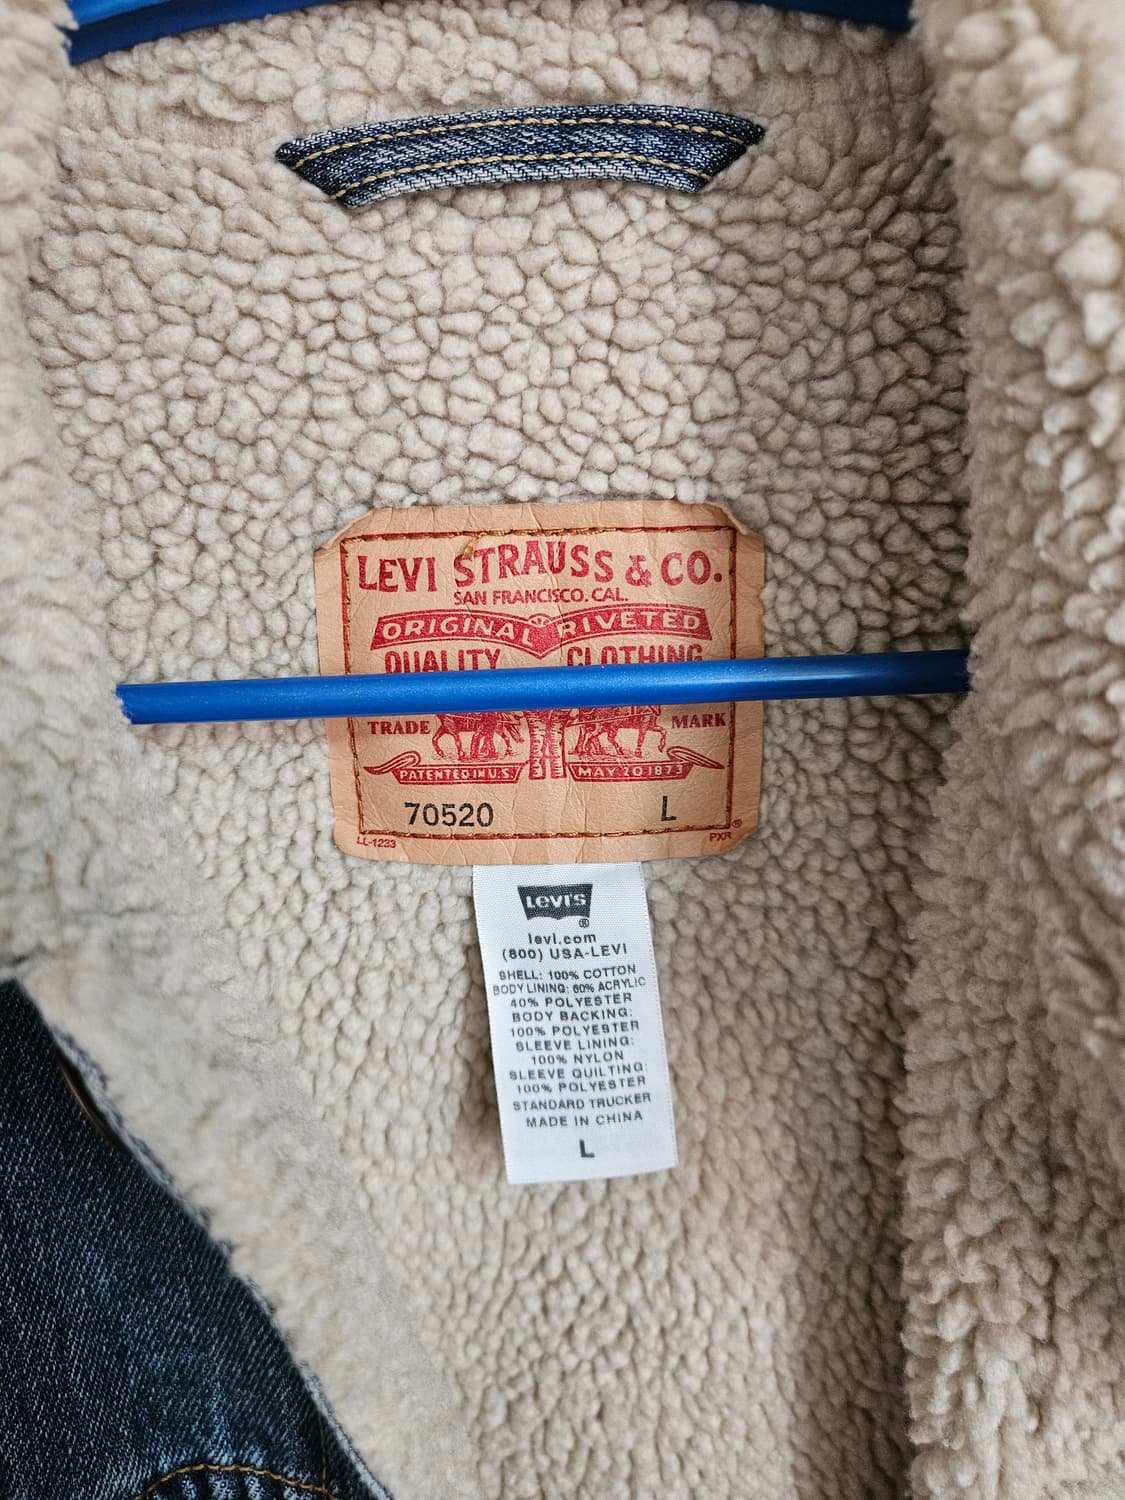 LEVI STRAUSS & CO.
SAN FRANCISCO. CAL.
ORIGINAL RIVETED
QUALITY CLOTHING
TRADE MARK
PATENTED IN U.S. MAY 20 1873
70520 L
LL-1233 PXR®
LEVI'S
®
levi.com
(800) USA-LEVI
SHELL: 100% COTTON
BODY LINING: 60% ACRYLIC
40% POLYESTER
BODY BACKING:
100% POLYESTER
SLEEVE LINING:
100% NYLON
SLEEVE QUILTING:
100% POLYESTER
STANDARD TRUCKER
MADE IN CHINA
L